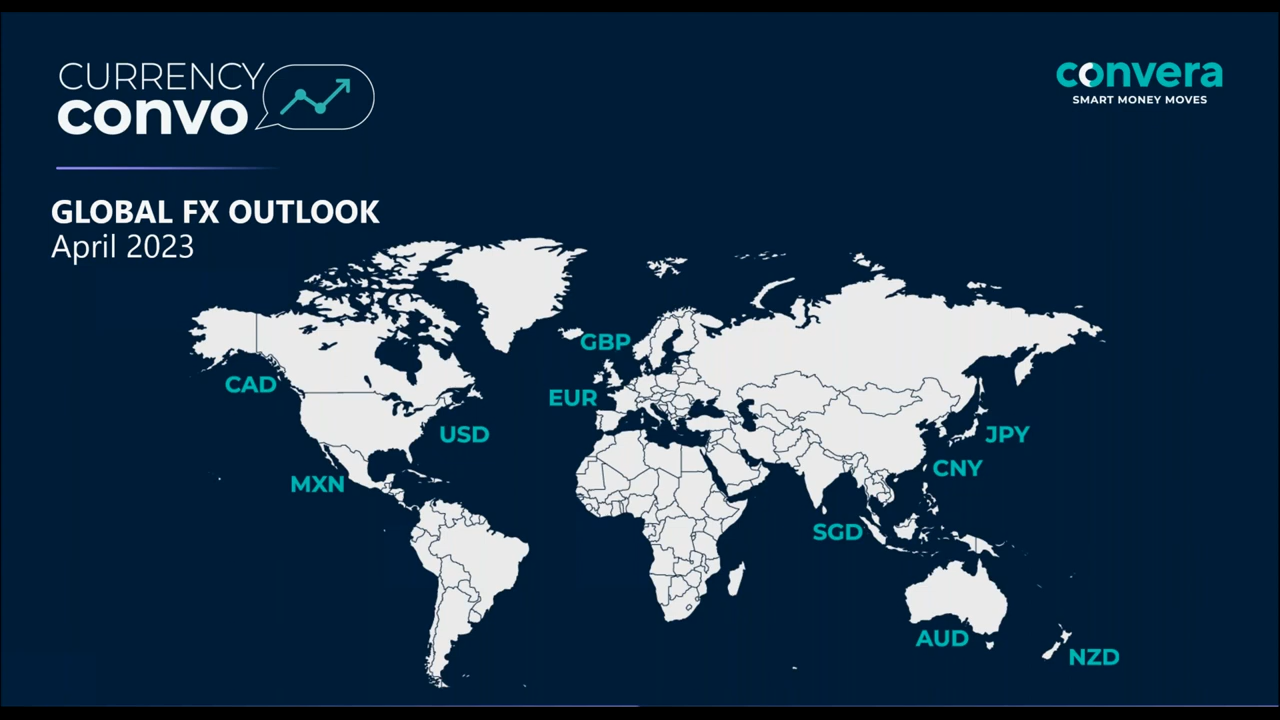 CURRENCY
convo
convera
SMART MONEY MOVES
GLOBAL FX OUTLOOK
April 2023
GBP
CAD
EUR
USD
JPY
CNY
MXN
SGD
AUD
NZD